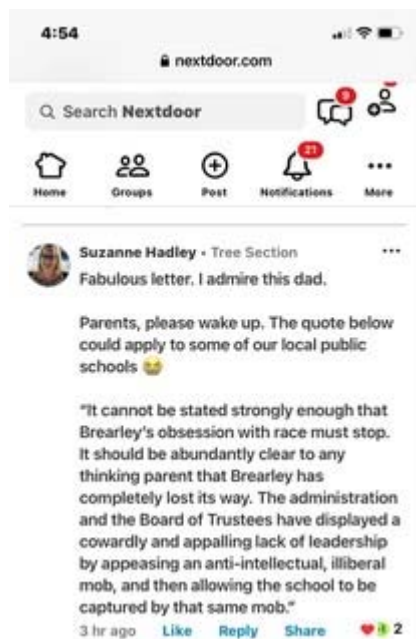 4:54
nextdoor.com
Search Nextdoor
9
21
Home Groups Post Notifications More
Suzanne Hadley • Tree Section
Fabulous letter. I admire this dad.
Parents, please wake up. The quote below
could apply to some of our local public
schools 😭
"It cannot be stated strongly enough that
Brearley's obsession with race must stop.
It should be abundantly clear to any
thinking parent that Brearley has
completely lost its way. The administration
and the Board of Trustees have displayed a
cowardly and appalling lack of leadership
by appeasing an anti-intellectual, illiberal
mob, and then allowing the school to be
captured by that same mob."
3 hr ago Like Reply Share 2